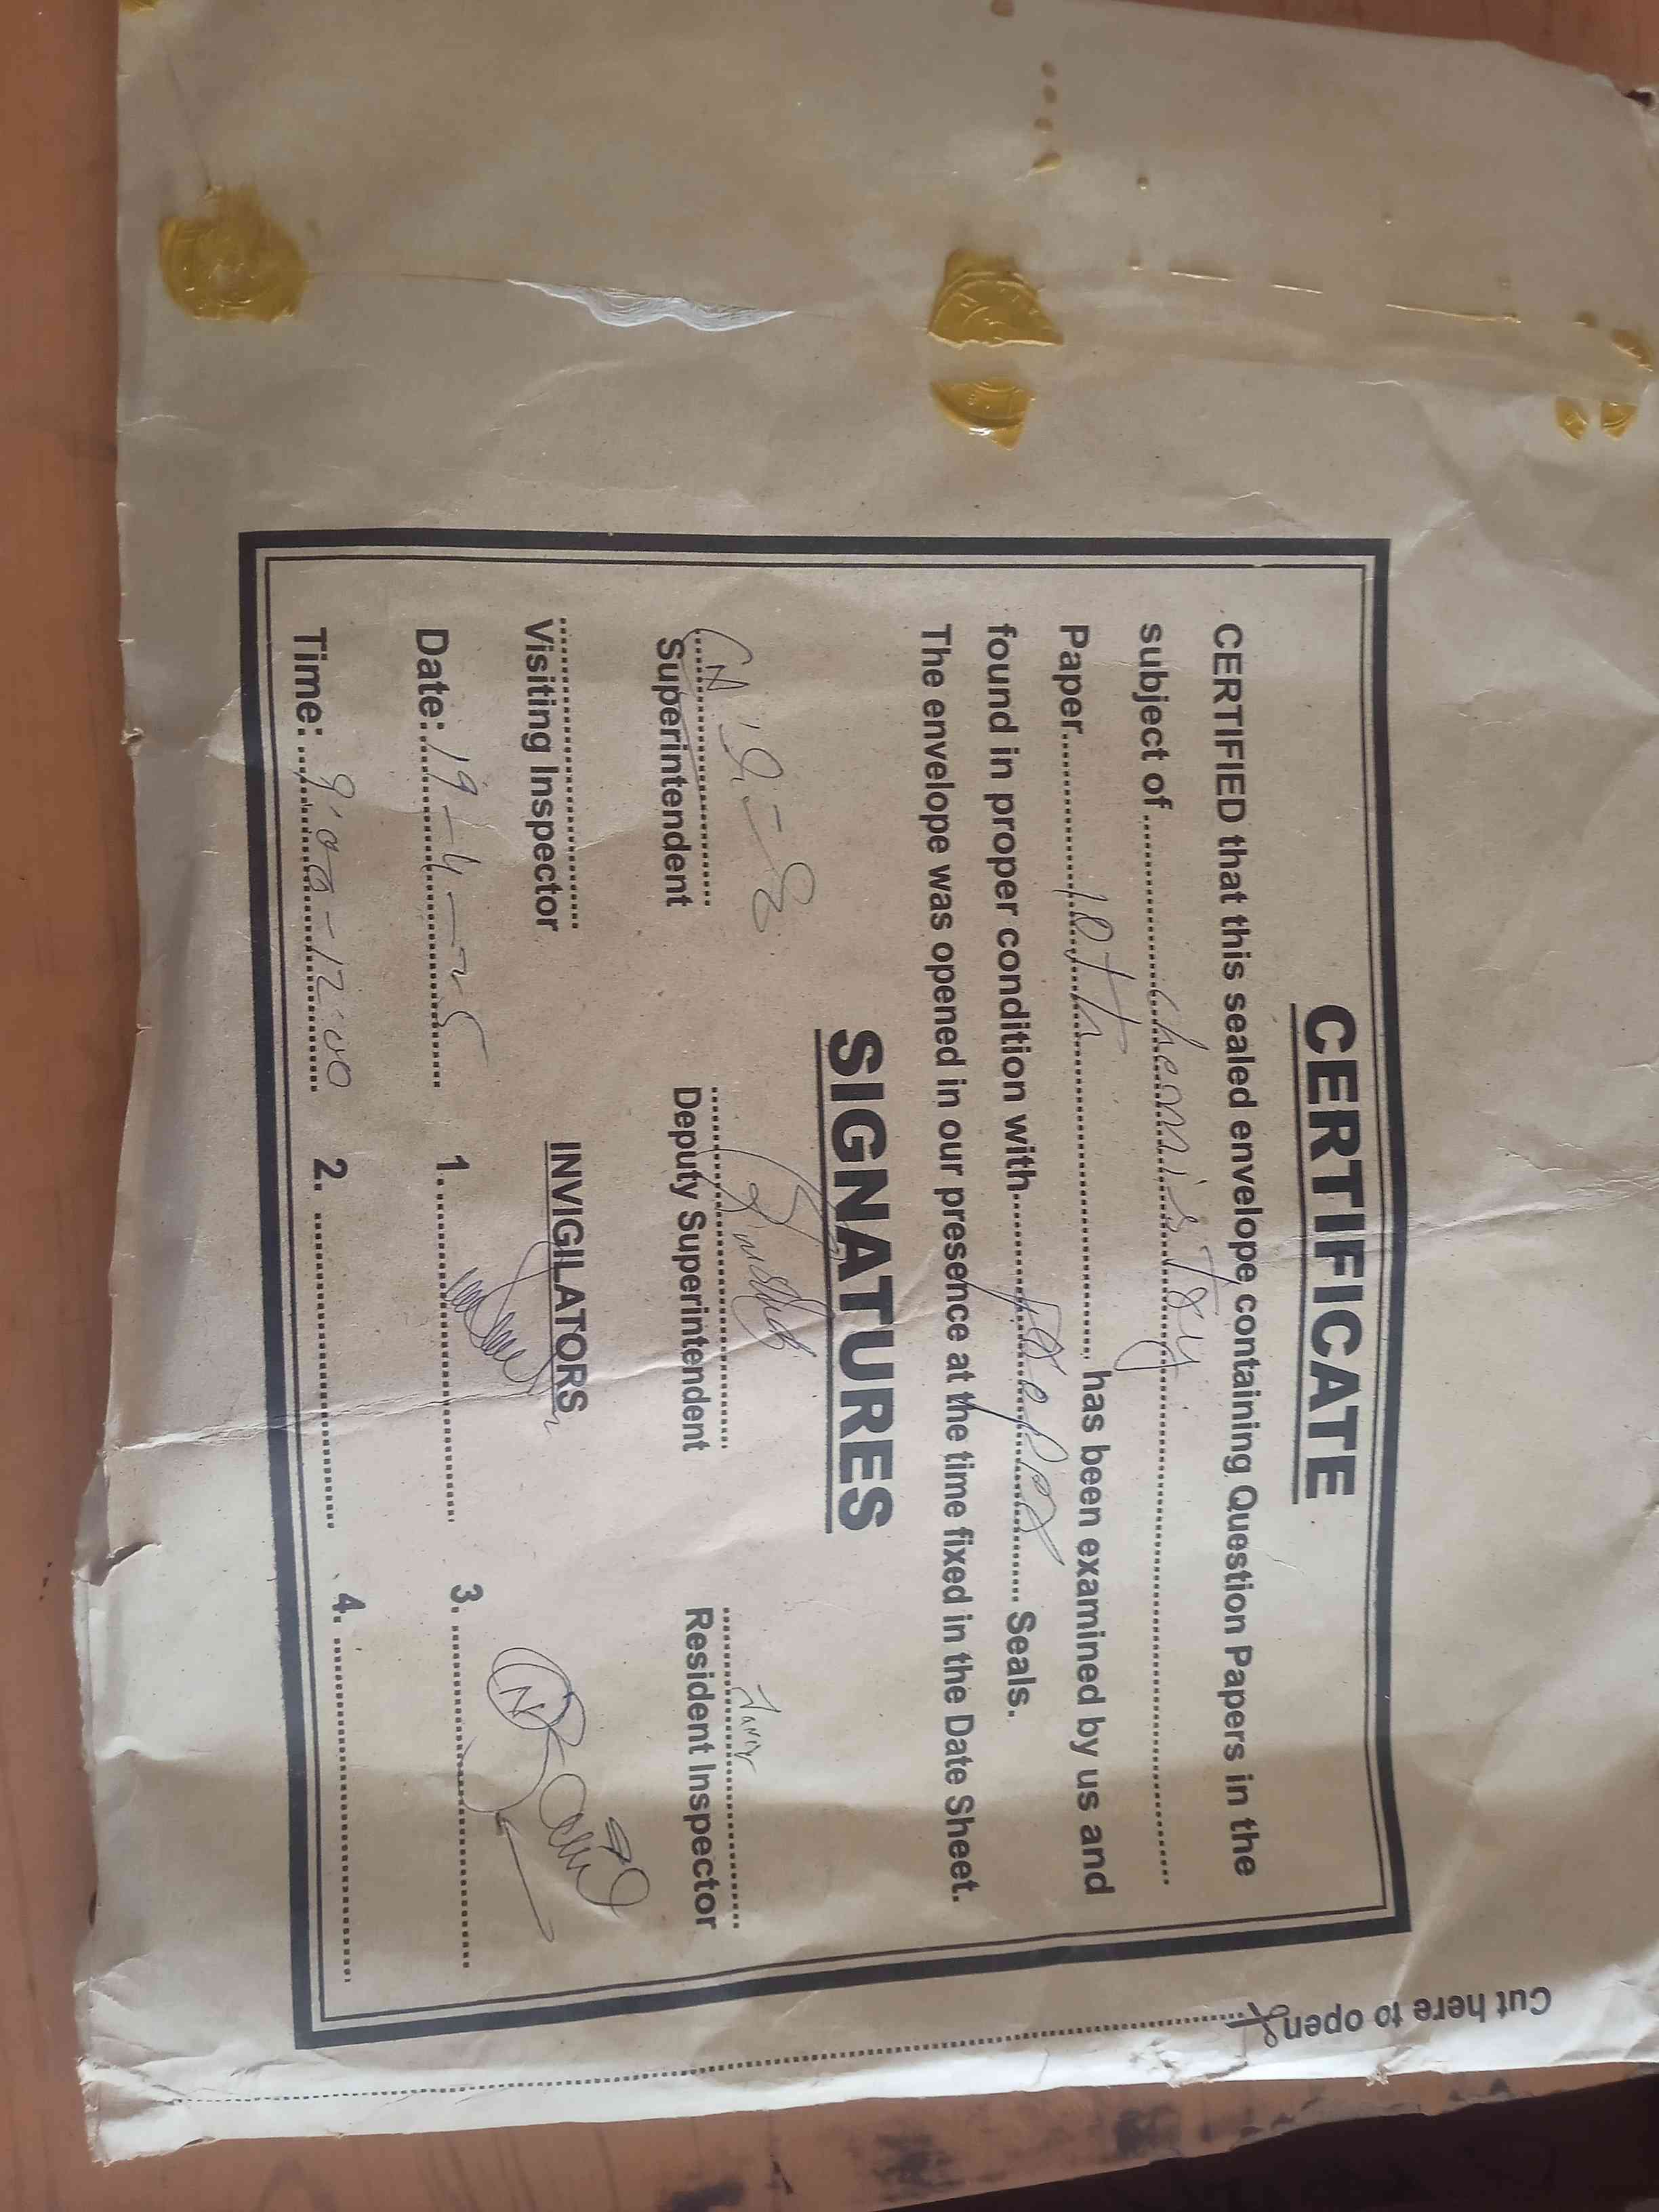 CERTIFICATE
CERTIFIED that this sealed envelope containing Question Papers in the
subject of..........chemistry..........
Paper..........10th.......... has been examined by us and
found in proper condition with.................... Seals.
The envelope was opened in our presence at the time fixed in the Date Sheet.
SIGNATURES
Superintendent Deputy Superintendent Resident Inspector
Visiting Inspector
INVIGILATORS
Date: 19-4-25 1. .......... 3. ..........
Time: 9:00-12:00 2. .......... 4. ..........
Cut here to open